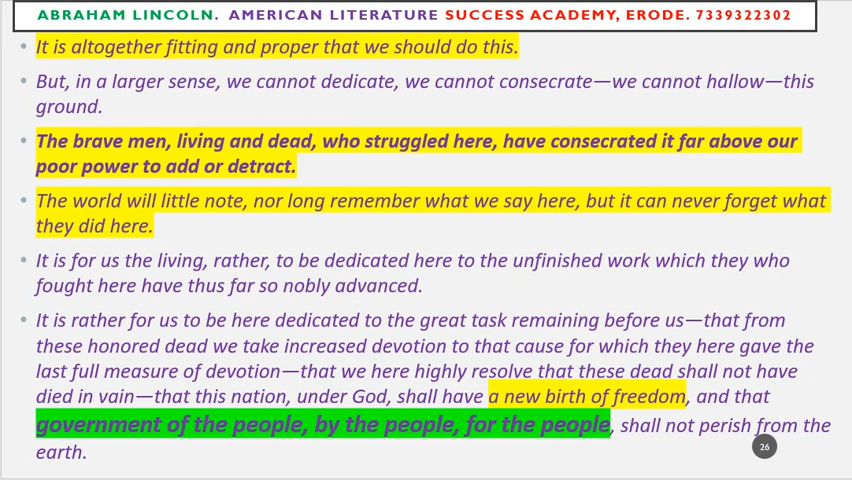 ABRAHAM LINCOLN. AMERICAN LITERATURE SUCCESS ACADEMY, ERODE. 7339322302
• It is altogether fitting and proper that we should do this.
• But, in a larger sense, we cannot dedicate, we cannot consecrate—we cannot hallow—this
ground.
• The brave men, living and dead, who struggled here, have consecrated it far above our
poor power to add or detract.
• The world will little note, nor long remember what we say here, but it can never forget what
they did here.
• It is for us the living, rather, to be dedicated here to the unfinished work which they who
fought here have thus far so nobly advanced.
• It is rather for us to be here dedicated to the great task remaining before us—that from
these honored dead we take increased devotion to that cause for which they here gave the
last full measure of devotion—that we here highly resolve that these dead shall not have
died in vain—that this nation, under God, shall have a new birth of freedom, and that
government of the people, by the people, for the people, shall not perish from the
earth.
26